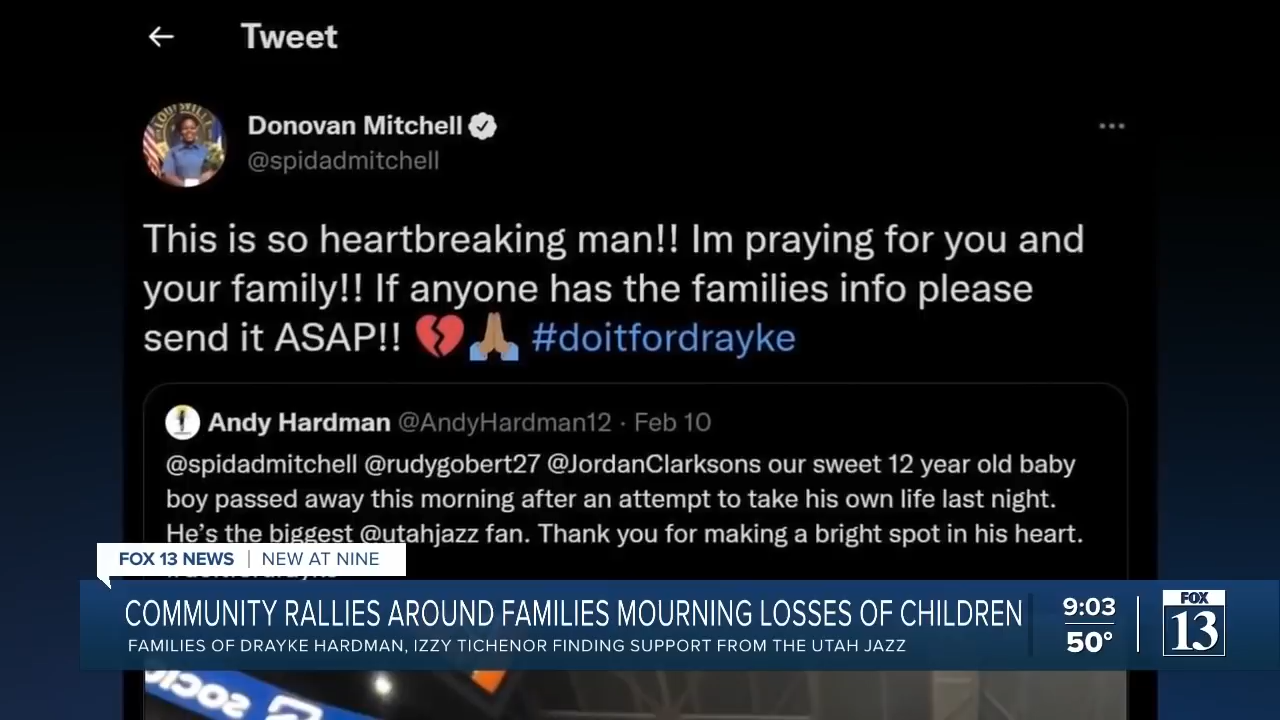 Tweet
Donovan Mitchell
@spidadmitchell
This is so heartbreaking man!! Im praying for you and
your family!! If anyone has the families info please
send it ASAP!! 💔🙏🏽 #doitfordrayke
Andy Hardman @AndyHardman12 · Feb 10
@spidadmitchell @rudygobert27 @JordanClarksons our sweet 12 year old baby
boy passed away this morning after an attempt to take his own life last night.
He's the biggest @utahjazz fan. Thank you for making a bright spot in his heart.
FOX 13 NEWS | NEW AT NINE
COMMUNITY RALLIES AROUND FAMILIES MOURNING LOSSES OF CHILDREN
FAMILIES OF DRAYKE HARDMAN, IZZY TICHENOR FINDING SUPPORT FROM THE UTAH JAZZ
9:03
50°
FOX
13